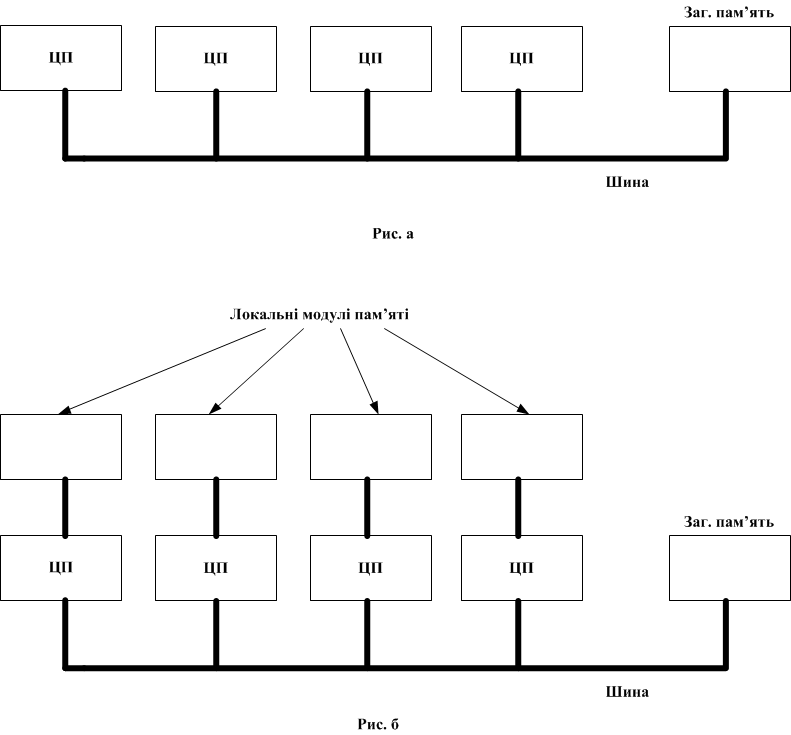 Заг. пам’ять
ЦП ЦП ЦП ЦП
Шина
Рис. а
Локальні модулі пам’яті
Заг. пам’ять
ЦП ЦП ЦП ЦП
Шина
Рис. б